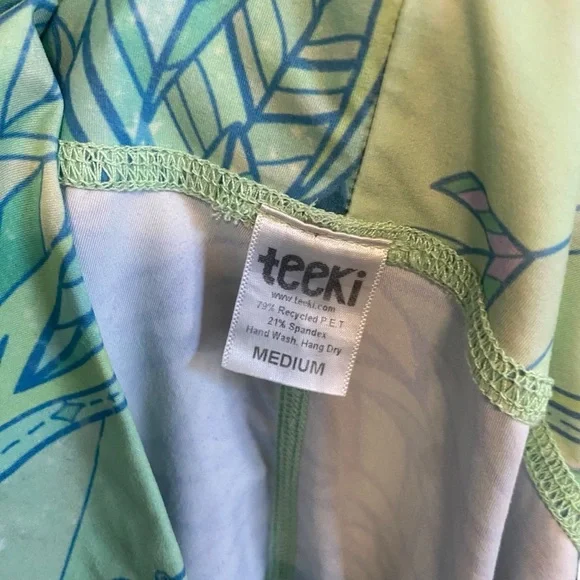 teeki
www.teeki.com
79% Recycled P.E.T
21% Spandex
Hand Wash, Hang Dry
MEDIUM